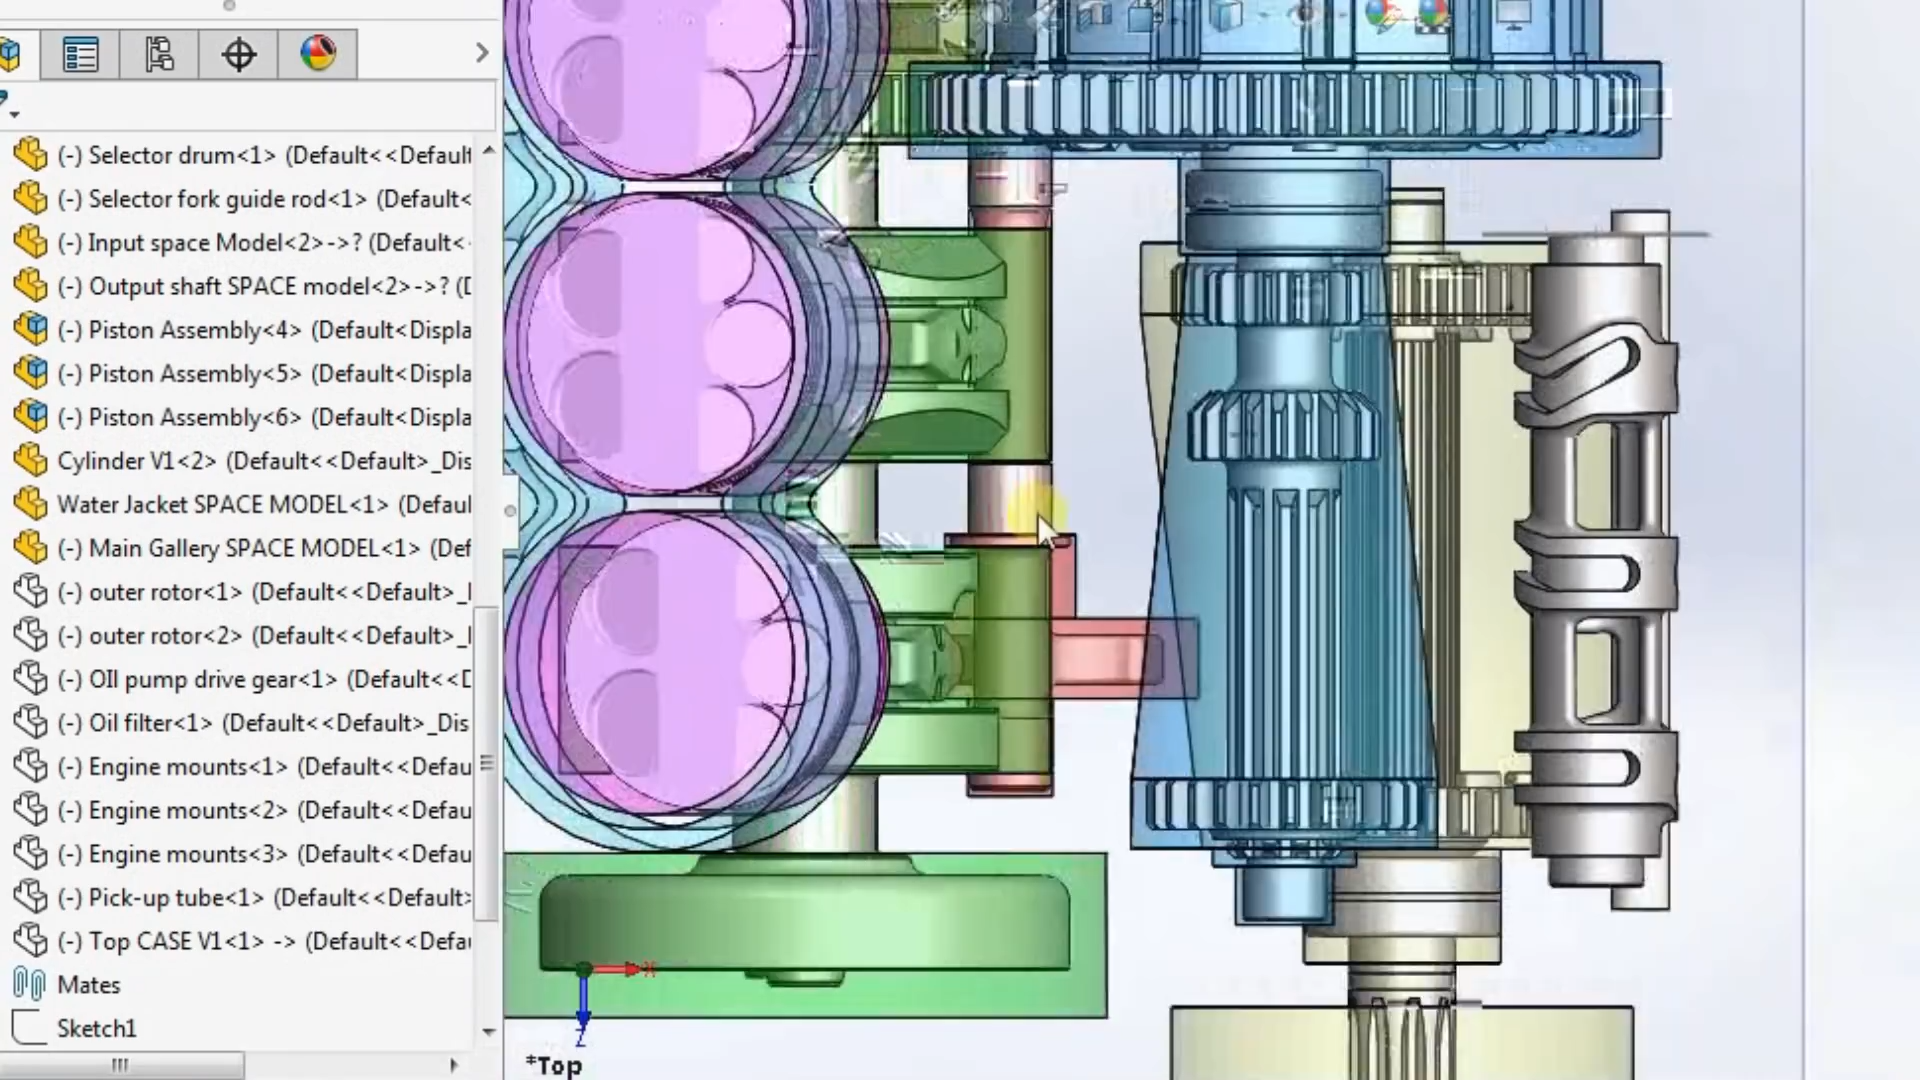 (-) Selector drum<1> (Default<<Default
(-) Selector fork guide rod<1> (Default<
(-) Input space Model<2>->? (Default<
(-) Output shaft SPACE model<2>->? (D
(-) Piston Assembly<4> (Default<Displa
(-) Piston Assembly<5> (Default<Displa
(-) Piston Assembly<6> (Default<Displa
Cylinder V1<2> (Default<<Default>_Dis
Water Jacket SPACE MODEL<1> (Defaul
(-) Main Gallery SPACE MODEL<1> (Def
(-) outer rotor<1> (Default<<Default>_
(-) outer rotor<2> (Default<<Default>_
(-) OIl pump drive gear<1> (Default<<D
(-) Oil filter<1> (Default<<Default>_Dis
(-) Engine mounts<1> (Default<<Defau
(-) Engine mounts<2> (Default<<Defau
(-) Engine mounts<3> (Default<<Defau
(-) Pick-up tube<1> (Default<<Default>
(-) Top CASE V1<1> -> (Default<<Defau
Mates
Sketch1
X
Z
*Top